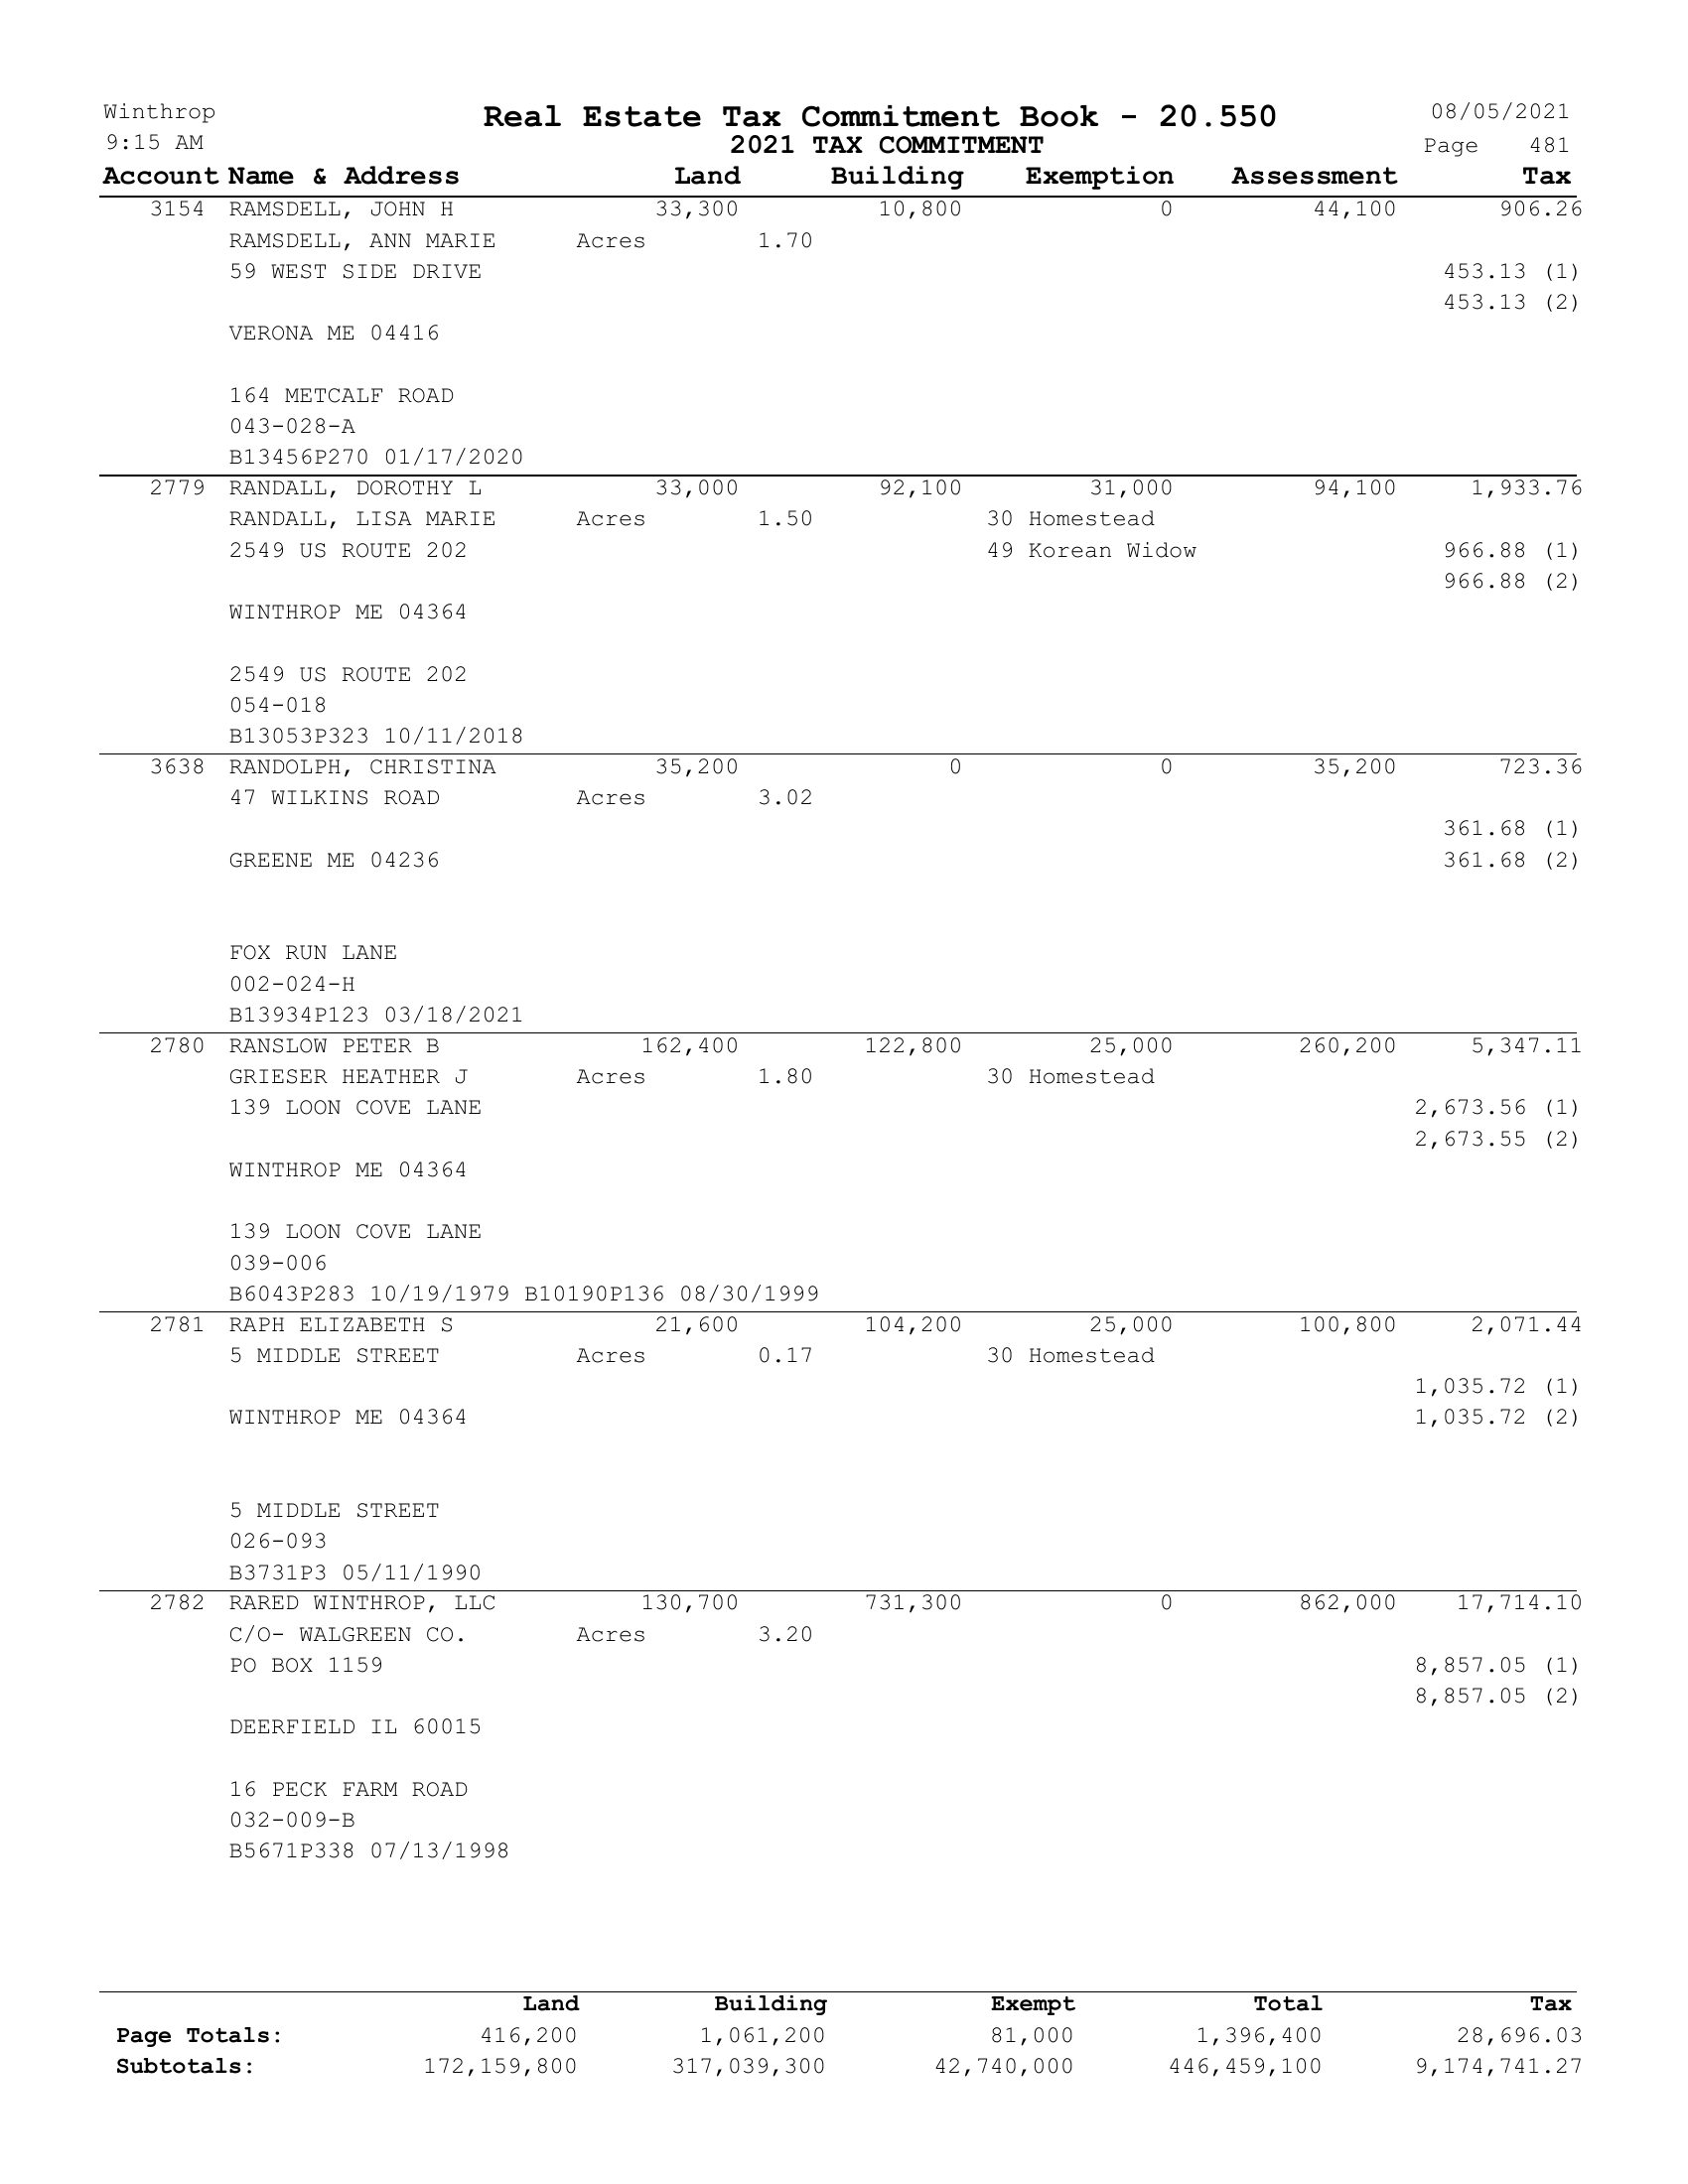 Winthrop Real Estate Tax Commitment Book - 20.550 08/05/2021
9:15 AM 2021 TAX COMMITMENT Page 481
Account Name & Address Land Building Exemption Assessment Tax
3154 RAMSDELL, JOHN H 33,300 10,800 0 44,100 906.26
RAMSDELL, ANN MARIE Acres 1.70
59 WEST SIDE DRIVE 453.13 (1)
453.13 (2)
VERONA ME 04416
164 METCALF ROAD
043-028-A
B13456P270 01/17/2020
2779 RANDALL, DOROTHY L 33,000 92,100 31,000 94,100 1,933.76
RANDALL, LISA MARIE Acres 1.50 30 Homestead
2549 US ROUTE 202 49 Korean Widow 966.88 (1)
966.88 (2)
WINTHROP ME 04364
2549 US ROUTE 202
054-018
B13053P323 10/11/2018
3638 RANDOLPH, CHRISTINA 35,200 0 0 35,200 723.36
47 WILKINS ROAD Acres 3.02
361.68 (1)
GREENE ME 04236 361.68 (2)
FOX RUN LANE
002-024-H
B13934P123 03/18/2021
2780 RANSLOW PETER B 162,400 122,800 25,000 260,200 5,347.11
GRIESER HEATHER J Acres 1.80 30 Homestead
139 LOON COVE LANE 2,673.56 (1)
2,673.55 (2)
WINTHROP ME 04364
139 LOON COVE LANE
039-006
B6043P283 10/19/1979 B10190P136 08/30/1999
2781 RAPH ELIZABETH S 21,600 104,200 25,000 100,800 2,071.44
5 MIDDLE STREET Acres 0.17 30 Homestead
1,035.72 (1)
WINTHROP ME 04364 1,035.72 (2)
5 MIDDLE STREET
026-093
B3731P3 05/11/1990
2782 RARED WINTHROP, LLC 130,700 731,300 0 862,000 17,714.10
C/O- WALGREEN CO. Acres 3.20
PO BOX 1159 8,857.05 (1)
8,857.05 (2)
DEERFIELD IL 60015
16 PECK FARM ROAD
032-009-B
B5671P338 07/13/1998
Land Building Exempt Total Tax
Page Totals: 416,200 1,061,200 81,000 1,396,400 28,696.03
Subtotals: 172,159,800 317,039,300 42,740,000 446,459,100 9,174,741.27